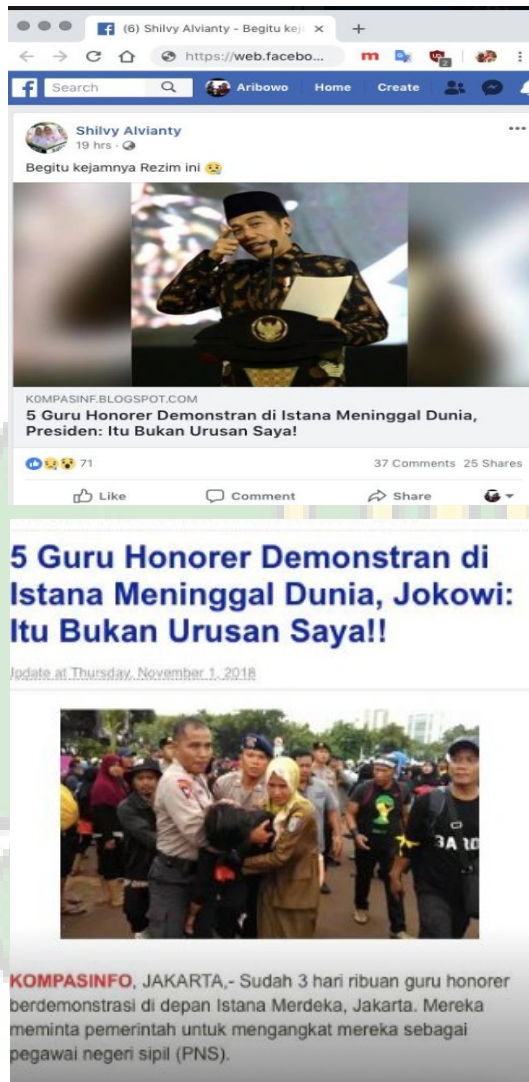 (6) Shilvy Alvianty - Begitu kej
https://web.facebo...
m
2
f Search Aribowo Home Create
Shilvy Alvianty
19 hrs ·
Begitu kejamnya Rezim ini
K0MPASINF.BLOGSPOT.COM
5 Guru Honorer Demonstran di Istana Meninggal Dunia,
Presiden: Itu Bukan Urusan Saya!
71 37 Comments 25 Shares
Like Comment Share
5 Guru Honorer Demonstran di
Istana Meninggal Dunia, Jokowi:
Itu Bukan Urusan Saya!!
Update at Thursday, November 1, 2018
KOMPASINFO, JAKARTA,- Sudah 3 hari ribuan guru honorer
berdemonstrasi di depan Istana Merdeka, Jakarta. Mereka
meminta pemerintah untuk mengangkat mereka sebagai
pegawai negeri sipil (PNS).